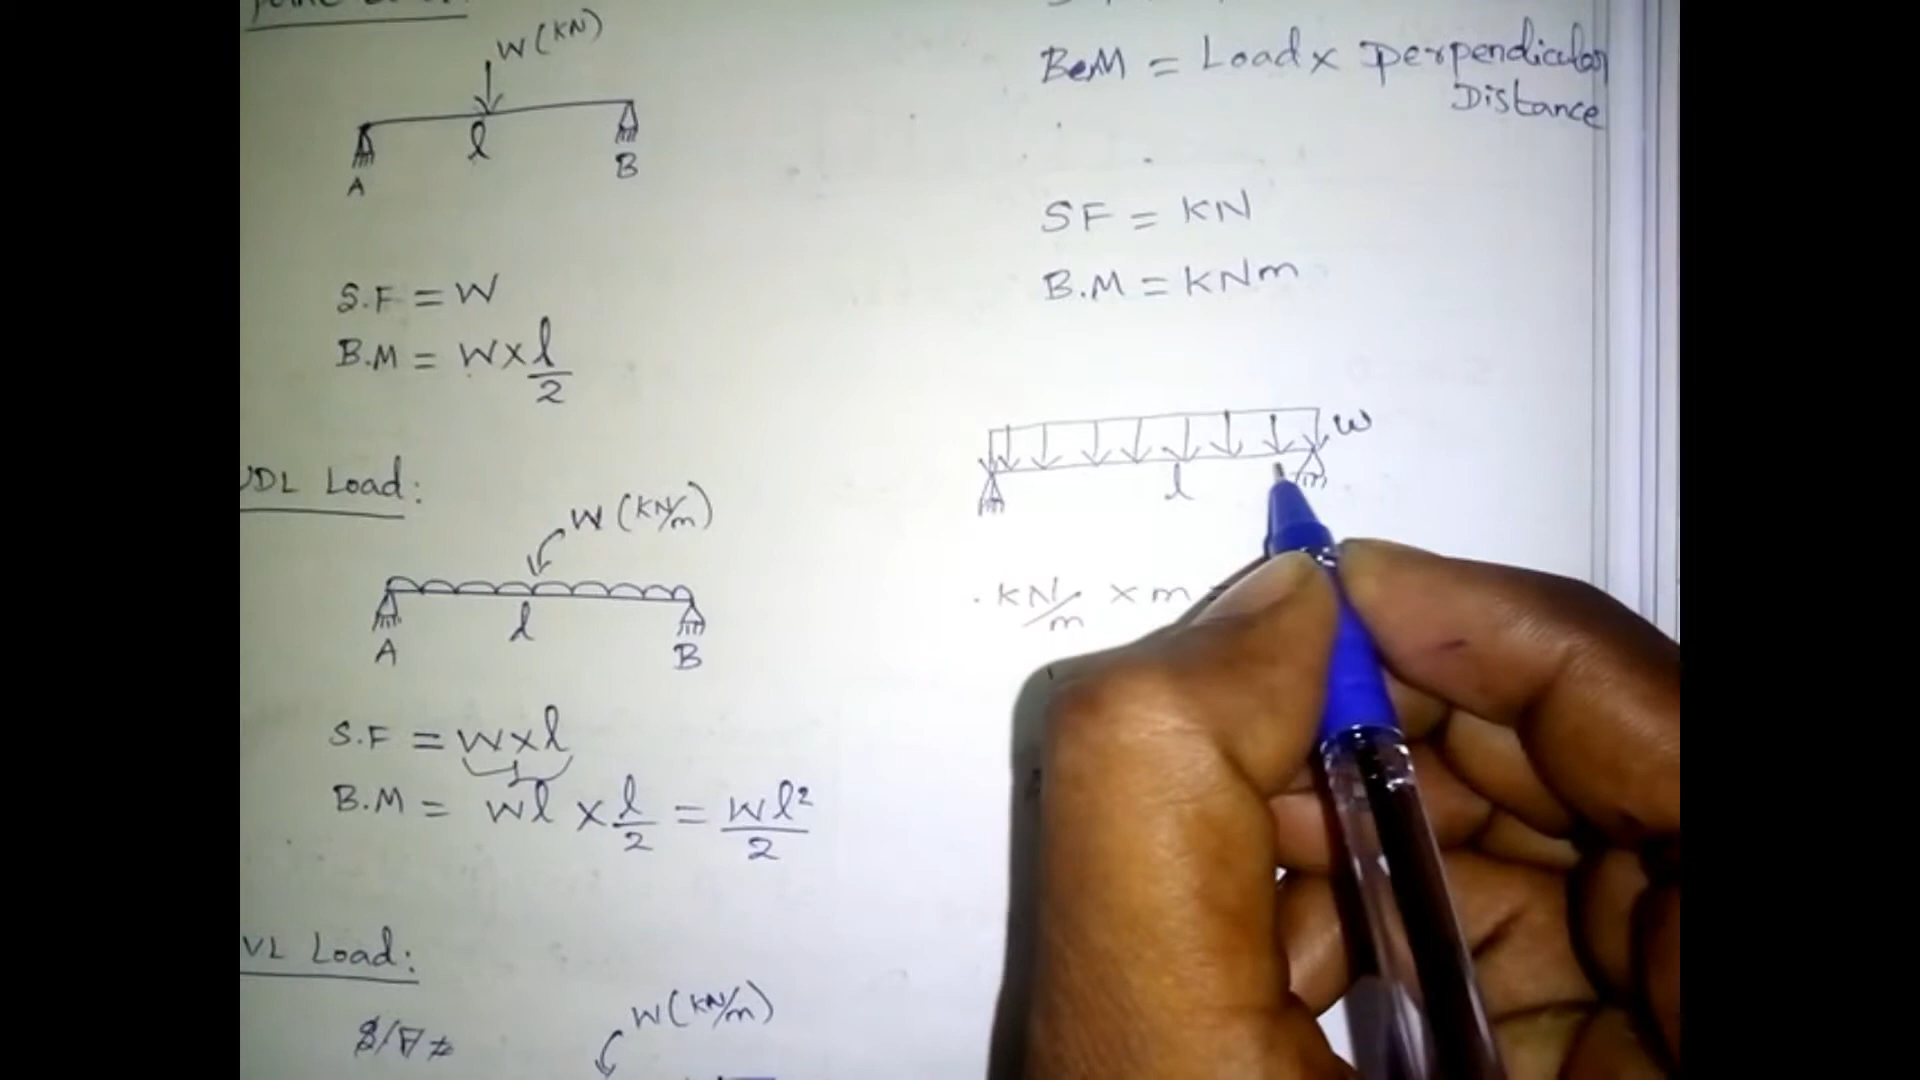 W (KN)
l
A
B
S.F = W
B.M = W x l/2
UDL Load:
W (KN/m)
l
A
B
S.F = W x l
B.M = wl x l/2 = wl²/2
VL Load:
W (KN/m)
B.M = Load x Perpendicular
Distance
SF = KN
B.M = KNm
w
l
KN/m x m =